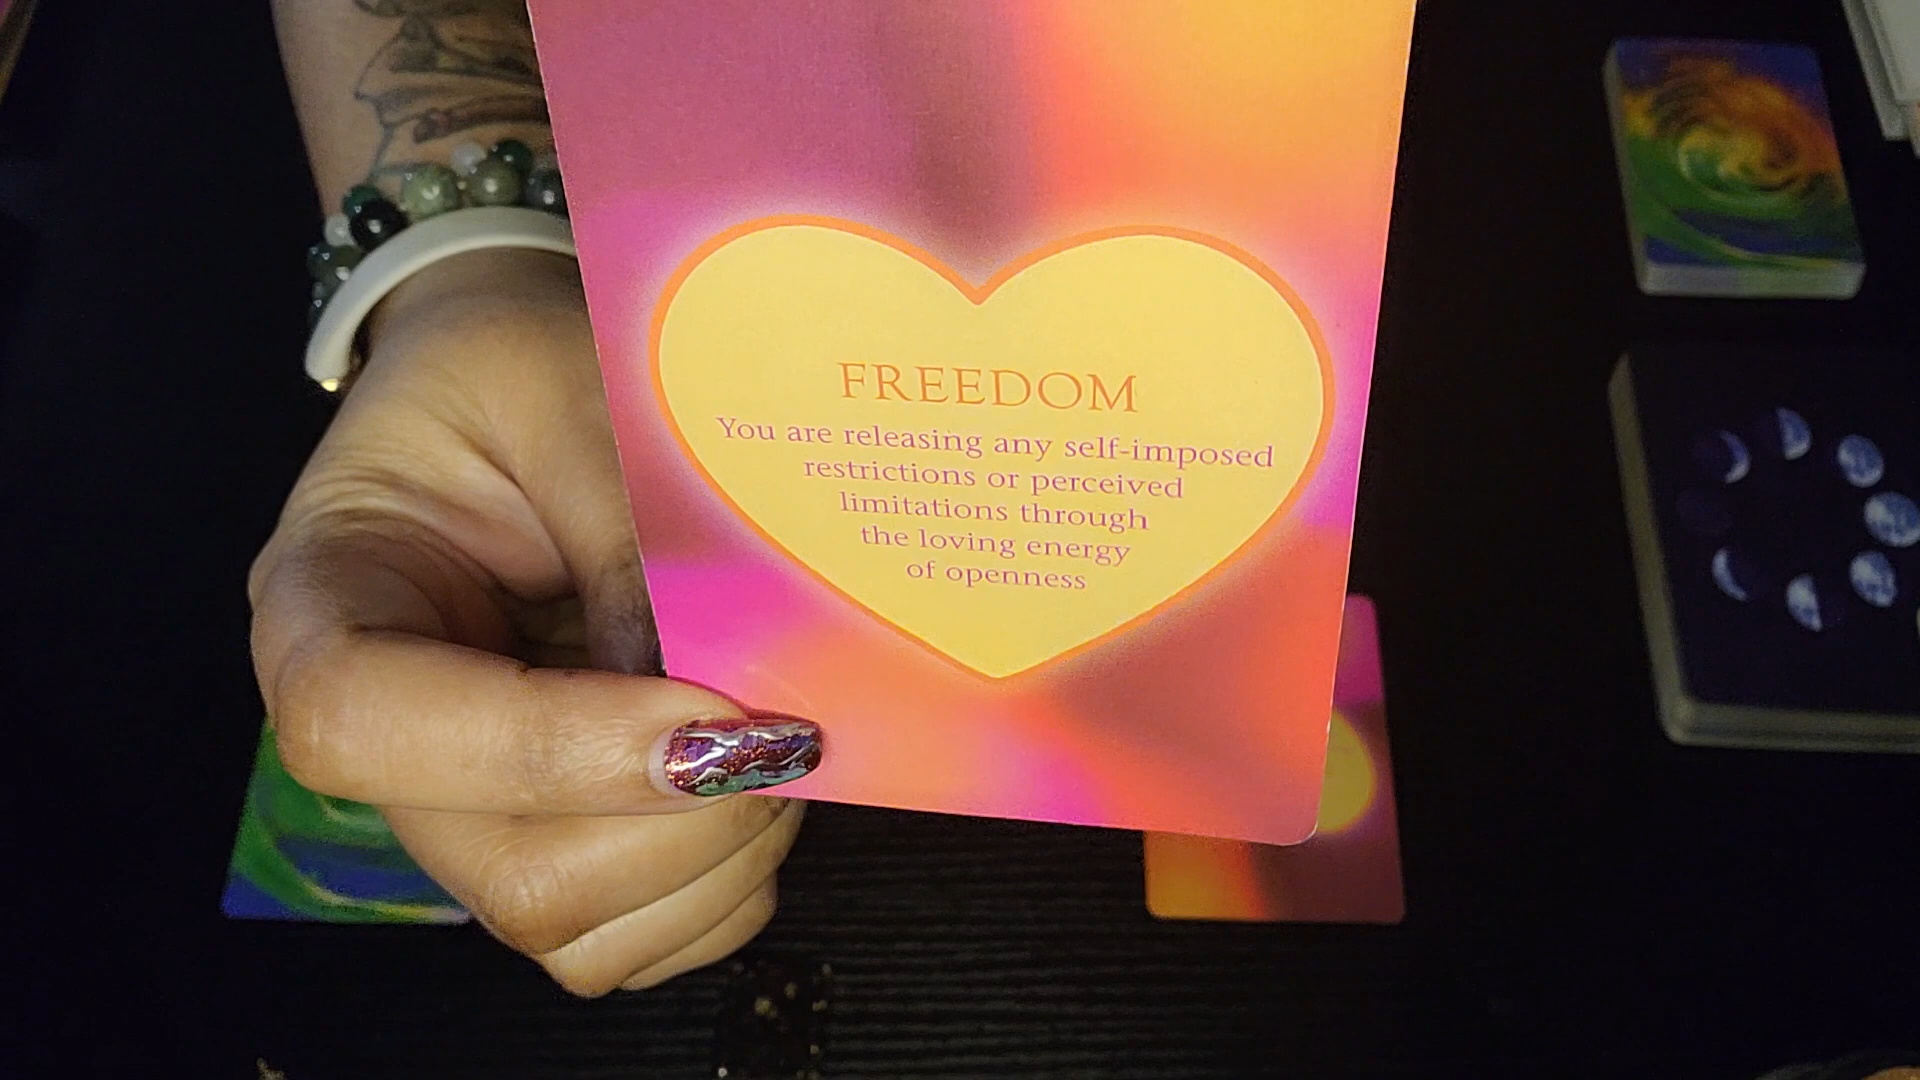 FREEDOM
You are releasing any self-imposed
restrictions or perceived
limitations through
the loving energy
of openness